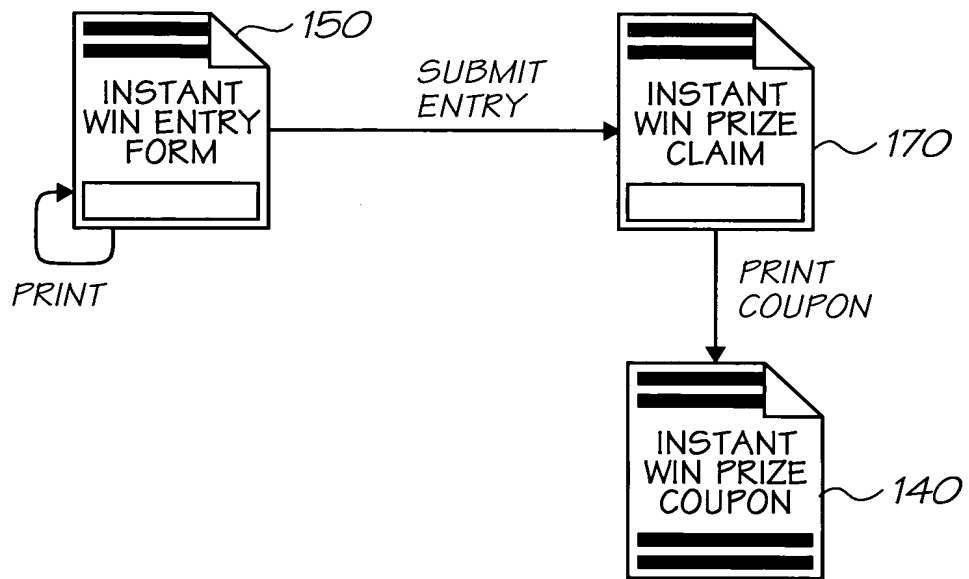 150
INSTANT
WIN ENTRY
FORM
PRINT
SUBMIT
ENTRY
INSTANT
WIN PRIZE
CLAIM
170
PRINT
COUPON
INSTANT
WIN PRIZE
COUPON
140